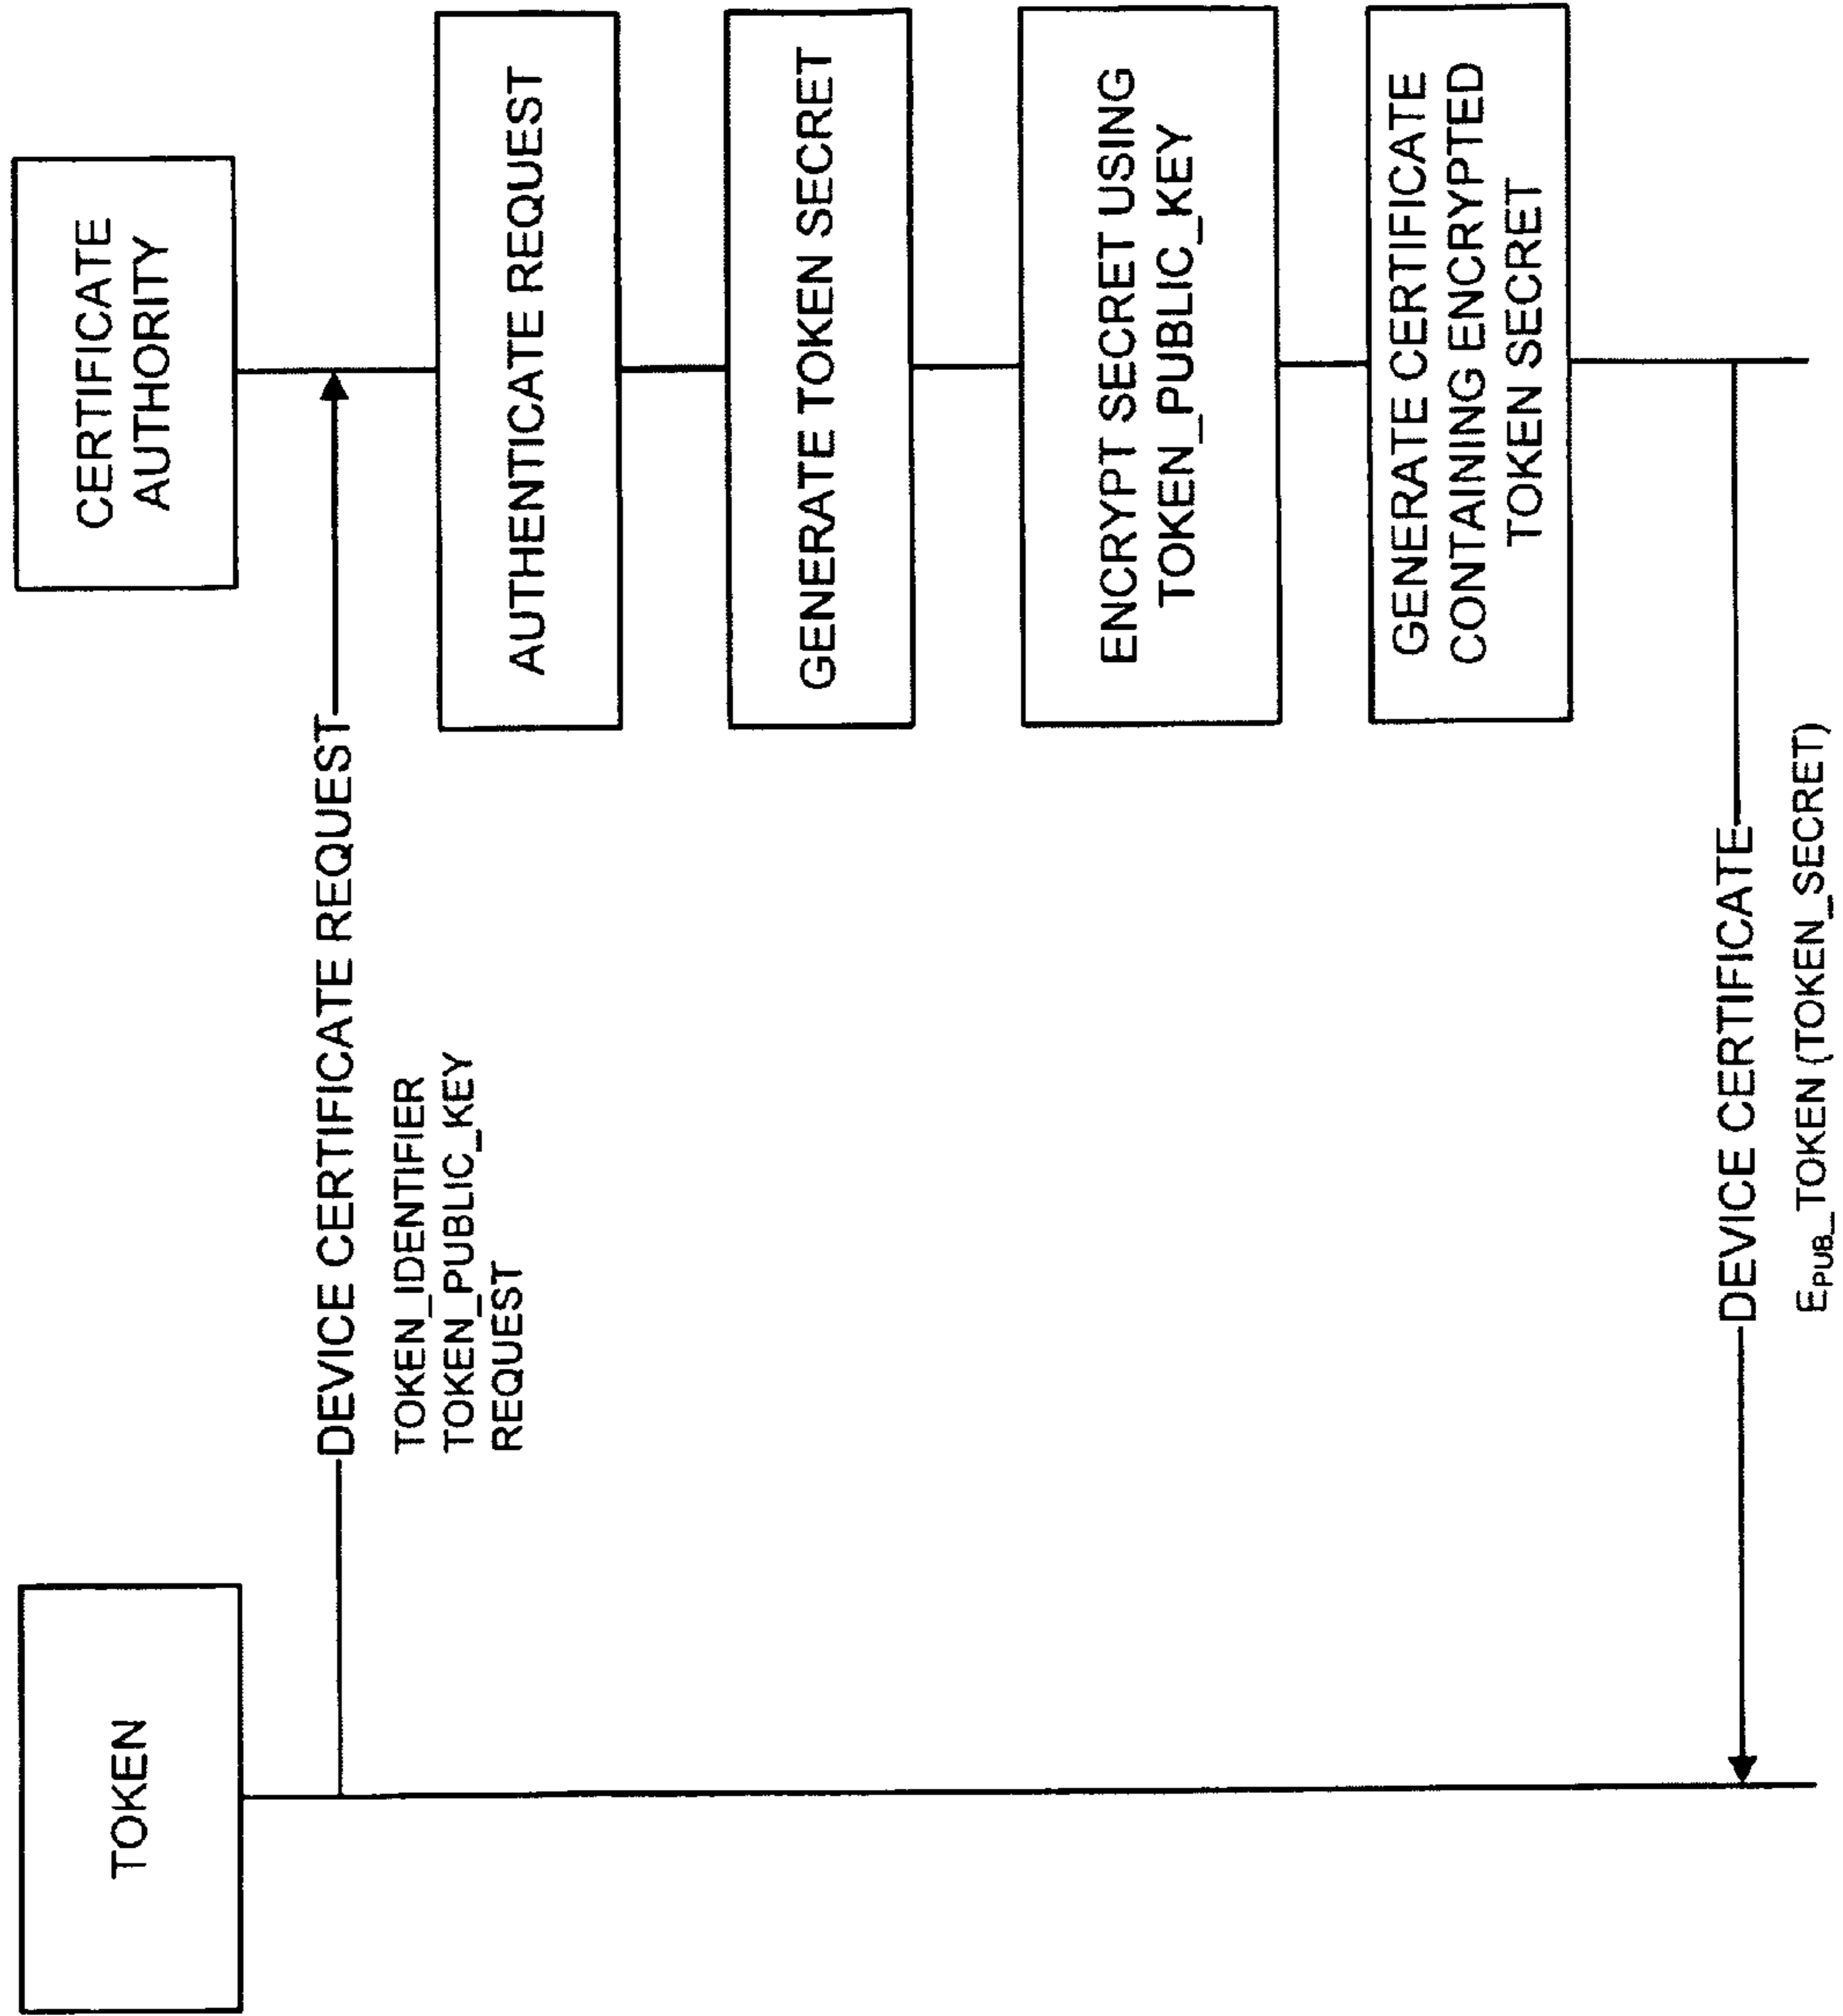 TOKEN
CERTIFICATE
AUTHORITY
DEVICE CERTIFICATE REQUEST
TOKEN_IDENTIFIER
TOKEN_PUBLIC_KEY
REQUEST
AUTHENTICATE REQUEST
GENERATE TOKEN SECRET
ENCRYPT SECRET USING
TOKEN_PUBLIC_KEY
GENERATE CERTIFICATE
CONTAINING ENCRYPTED
TOKEN SECRET
DEVICE CERTIFICATE
EPUB_TOKEN (TOKEN_SECRET)